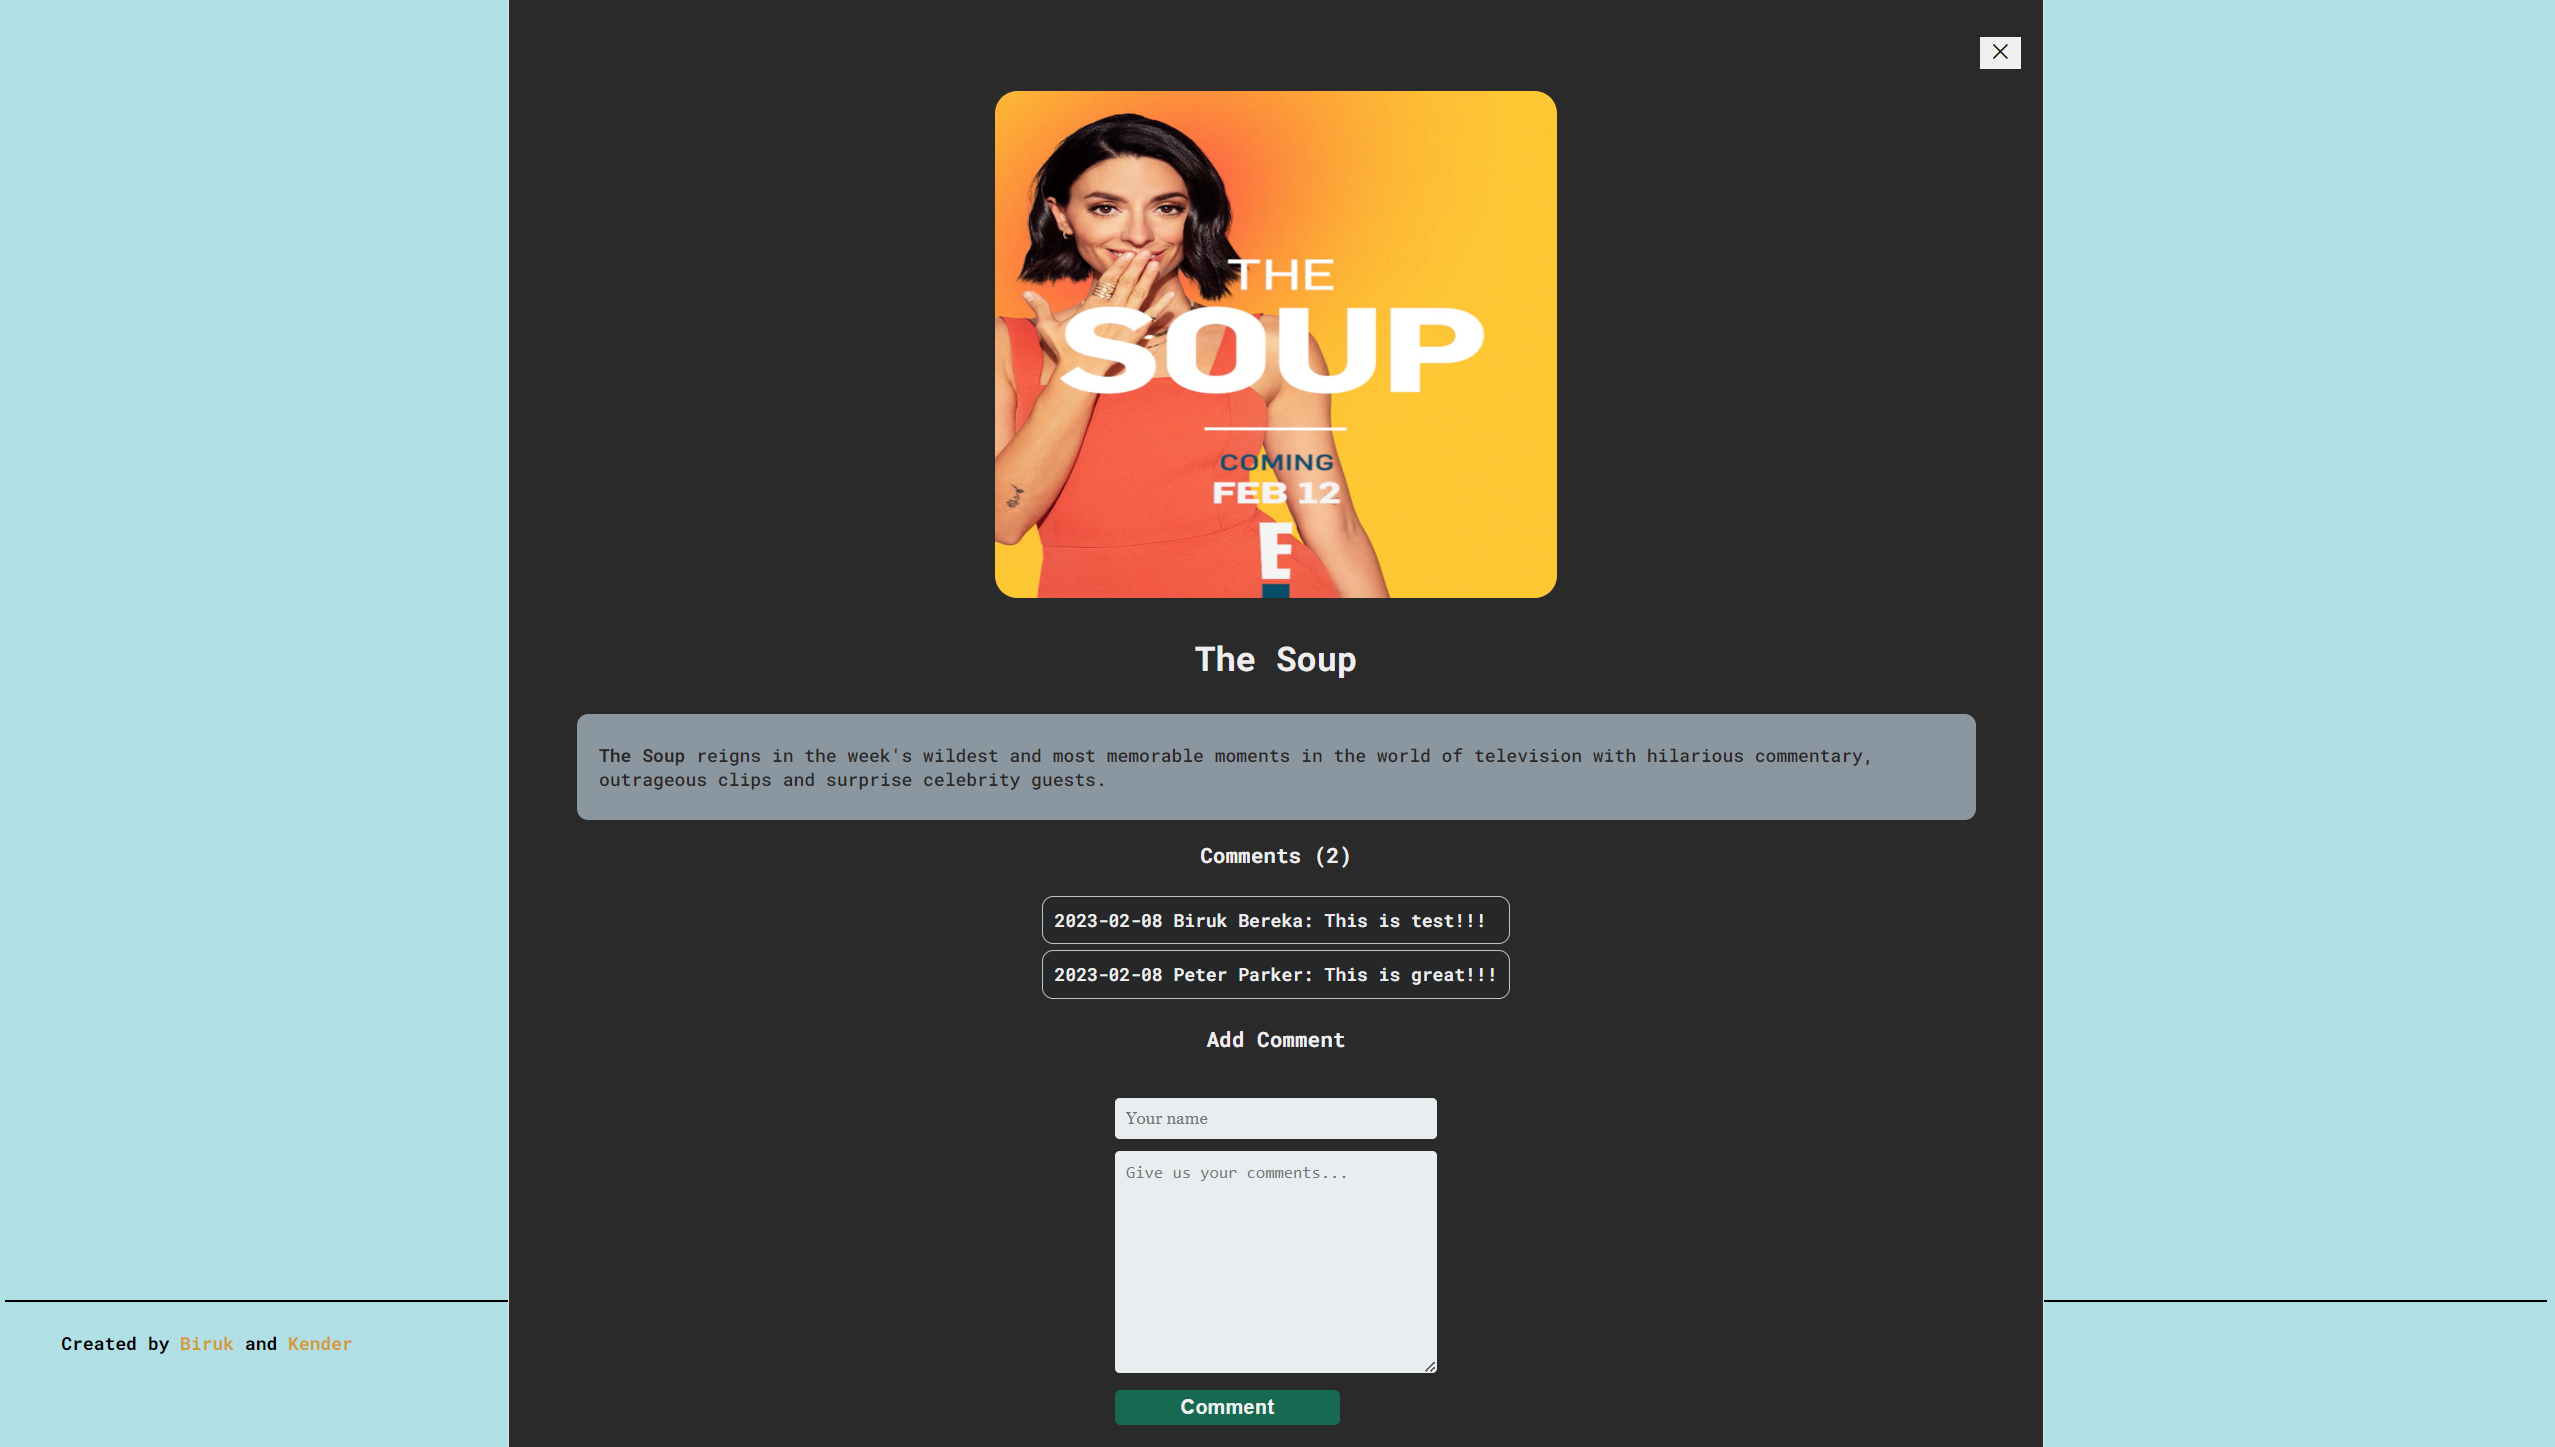 THE
SOUP
COMING
FEB 12
E
The Soup
The Soup reigns in the week's wildest and most memorable moments in the world of television with hilarious commentary,
outrageous clips and surprise celebrity guests.
Comments (2)
2023-02-08 Biruk Bereka: This is test!!!
2023-02-08 Peter Parker: This is great!!!
Add Comment
Your name
Give us your comments...
Created by Biruk and Kender
Comment